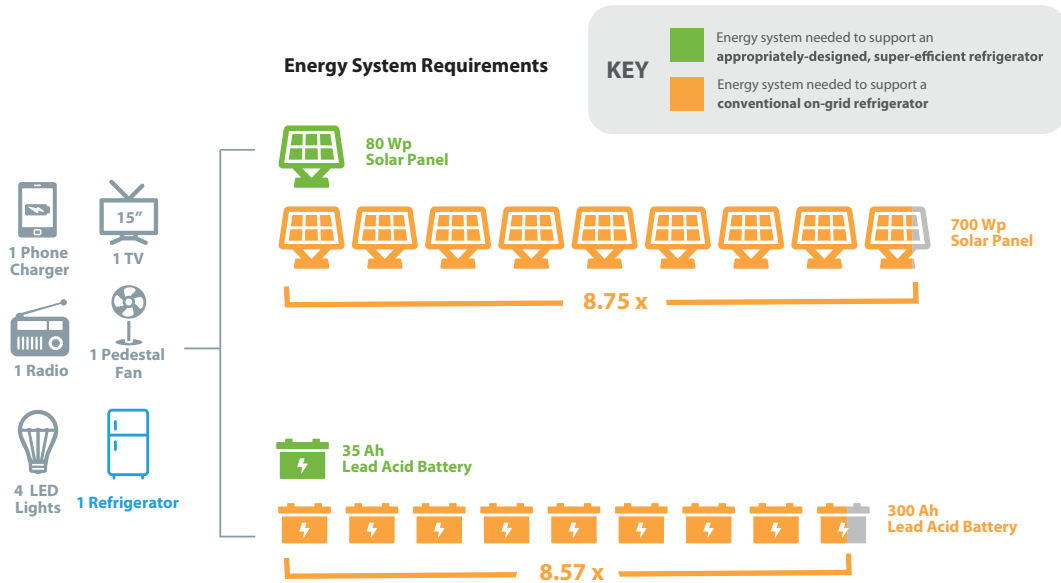 Energy System Requirements
KEY
Energy system needed to support an
appropriately-designed, super-efficient refrigerator
Energy system needed to support a
conventional on-grid refrigerator
80 Wp
Solar Panel
700 Wp
Solar Panel
8.75 x
1 Phone
Charger
15”
1 TV
1 Radio
1 Pedestal
Fan
4 LED
Lights
1 Refrigerator
35 Ah
Lead Acid Battery
300 Ah
Lead Acid Battery
8.57 x